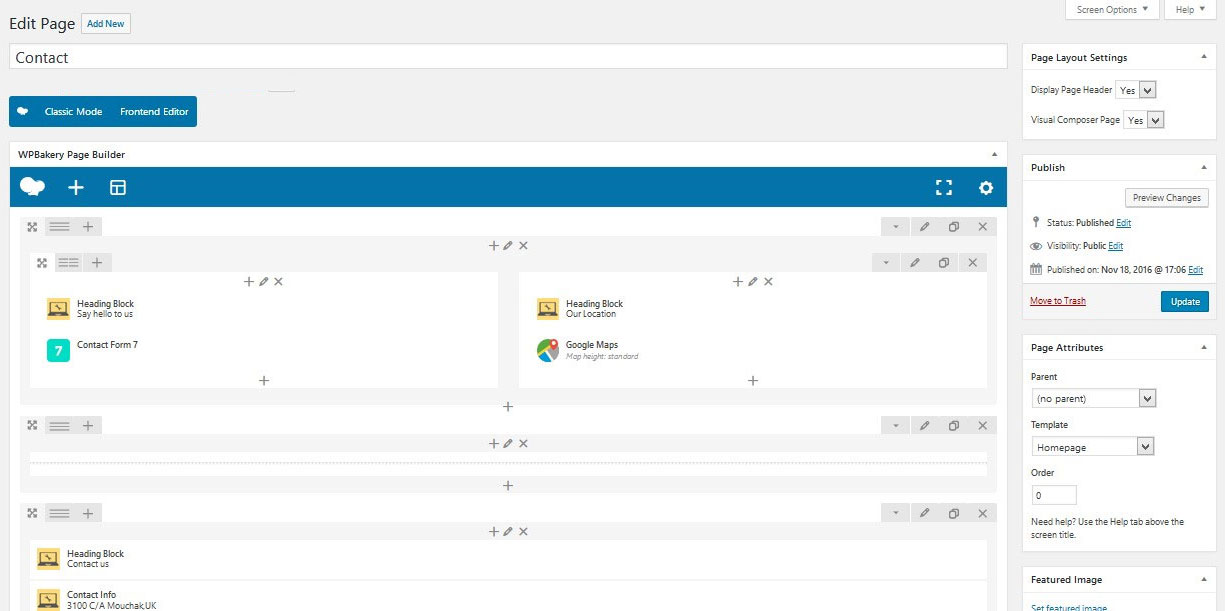 Screen Options
Help
Edit Page
Add New
Contact
Classic Mode
Frontend Editor
WPBakery Page Builder
Heading Block
Say hello to us
7
Contact Form 7
Heading Block
Our Location
Google Maps
Map height: standard
Heading Block
Contact us
Contact Info
3100 C/A Mouchak,UK
Page Layout Settings
Display Page Header Yes
Visual Composer Page Yes
Publish
Preview Changes
Status: Published Edit
Visibility: Public Edit
Published on: Nov 18, 2016 @ 17:06 Edit
Move to Trash
Update
Page Attributes
Parent
(no parent)
Template
Homepage
Order
0
Need help? Use the Help tab above the
screen title.
Featured Image
Set featured image